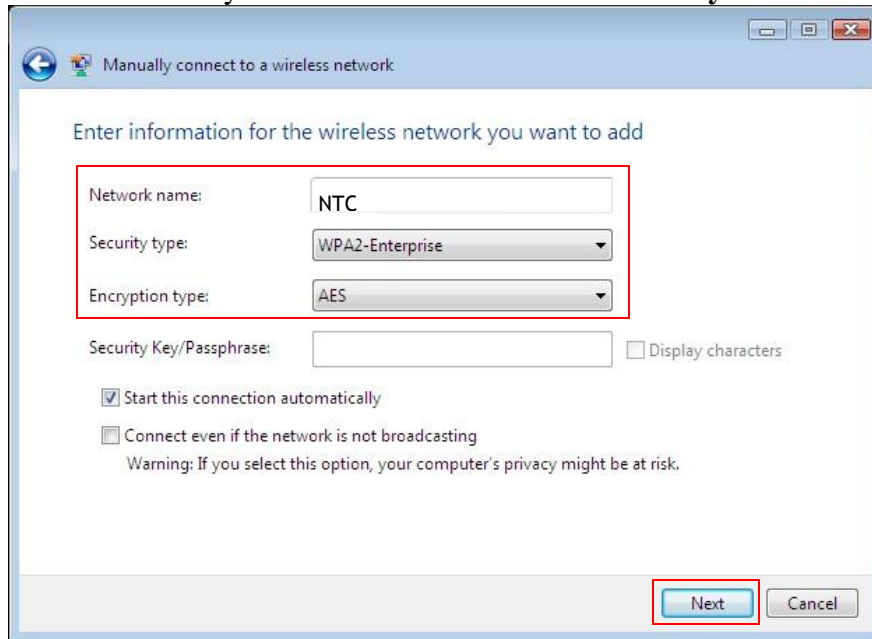 Manually connect to a wireless network
Enter information for the wireless network you want to add
Network name: NTC
Security type: WPA2-Enterprise
Encryption type: AES
Security Key/Passphrase: Display characters
Start this connection automatically
Connect even if the network is not broadcasting
Warning: If you select this option, your computer's privacy might be at risk.
Next Cancel